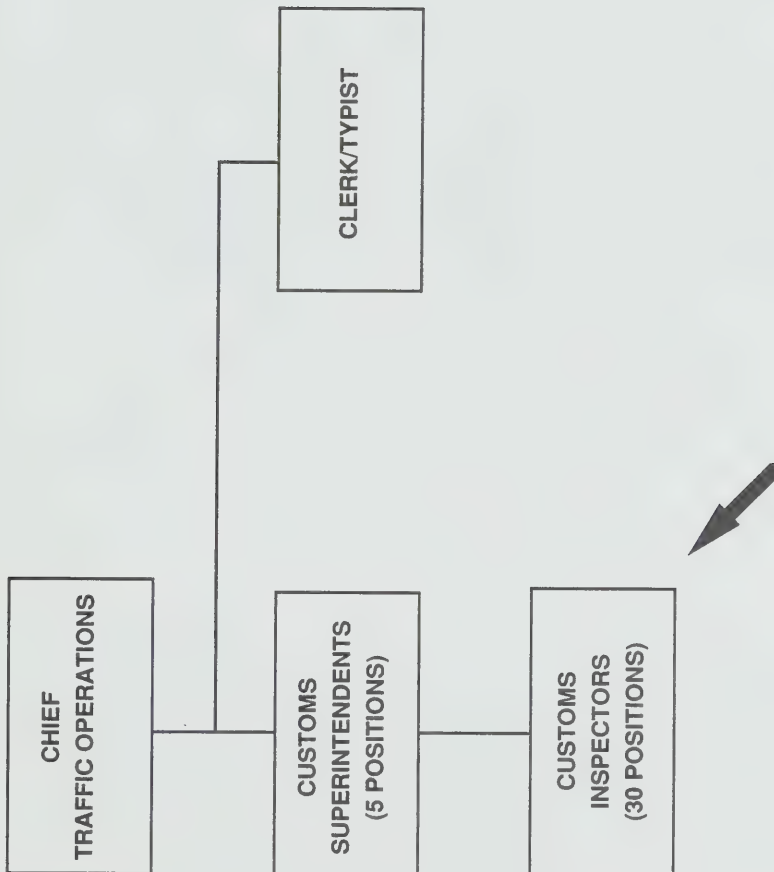 CHIEF
TRAFFIC OPERATIONS
CLERK/TYPIST
CUSTOMS
SUPERINTENDENTS
(5 POSITIONS)
CUSTOMS
INSPECTORS
(30 POSITIONS)